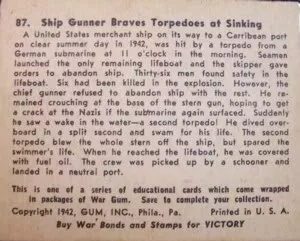 87. Ship Gunner Braves Torpedoes at Sinking
A United States merchant ship on its way to a Carribean port
on clear summer day in 1942, was hit by a torpedo from a
German submarine at 11 o'clock in the morning. Seamen
launched the only remaining lifeboat and the skipper gave
orders to abandon ship. Thirty-six men found safety in the
lifeboat. Six had been killed in the explosion. However, the
chief gunner refused to abandon ship with the rest. He re-
mained crouching at the base of the stern gun, hoping to get
a crack at the Nazis if the submarine again surfaced. Suddenly
he saw a wake in the water—a second torpedo! He dived over-
board in a split second and swam for his life. The second
torpedo blew the whole stern off the ship, but spared the
swimmer's life. When he reached the lifeboat, he was covered
with fuel oil. The crew was picked up by a schooner and
landed in a neutral port.
This is one of a series of educational cards which come wrapped
in packages of War Gum. Save to complete your collection.
Copyright 1942, GUM, INC., Phila., Pa. Printed in U. S. A.
Buy War Bonds and Stamps for VICTORY